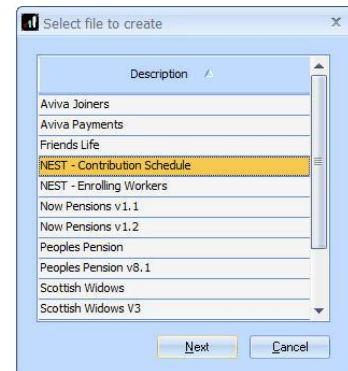 Select file to create
Description
Aviva Joiners
Aviva Payments
Friends Life
NEST - Contribution Schedule
NEST - Enrolling Workers
Now Pensions v1.1
Now Pensions v1.2
Peoples Pension
Peoples Pension v8.1
Scottish Widows
Scottish Widows V3
Next Cancel